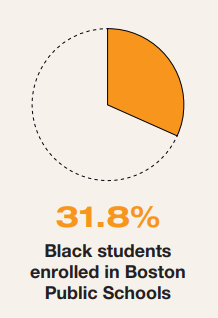 31.8%
Black students
enrolled in Boston
Public Schools